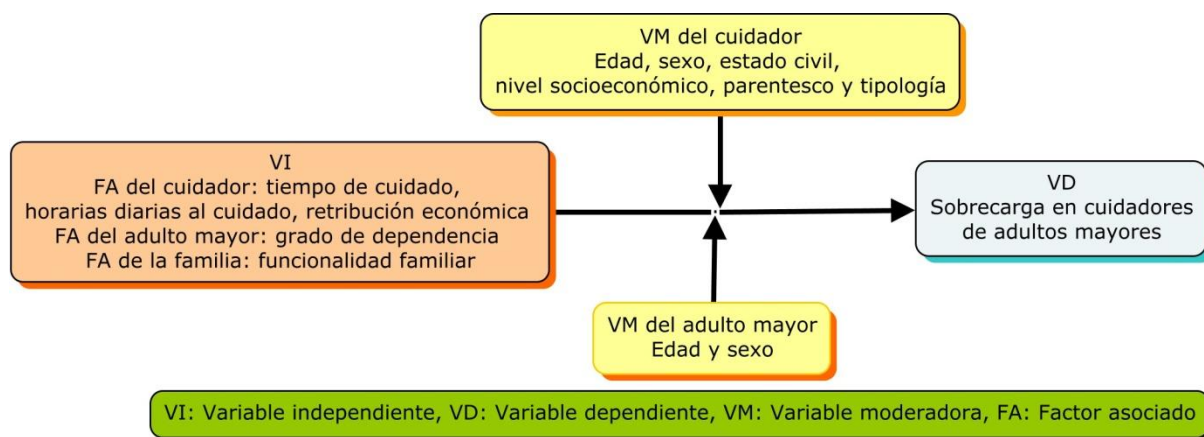 VM del cuidador
Edad, sexo, estado civil,
nivel socioeconómico, parentesco y tipología
VI
FA del cuidador: tiempo de cuidado,
horarias diarias al cuidado, retribución económica
FA del adulto mayor: grado de dependencia
FA de la familia: funcionalidad familiar
VD
Sobrecarga en cuidadores
de adultos mayores
VM del adulto mayor
Edad y sexo
VI: Variable independiente, VD: Variable dependiente, VM: Variable moderadora, FA: Factor asociado